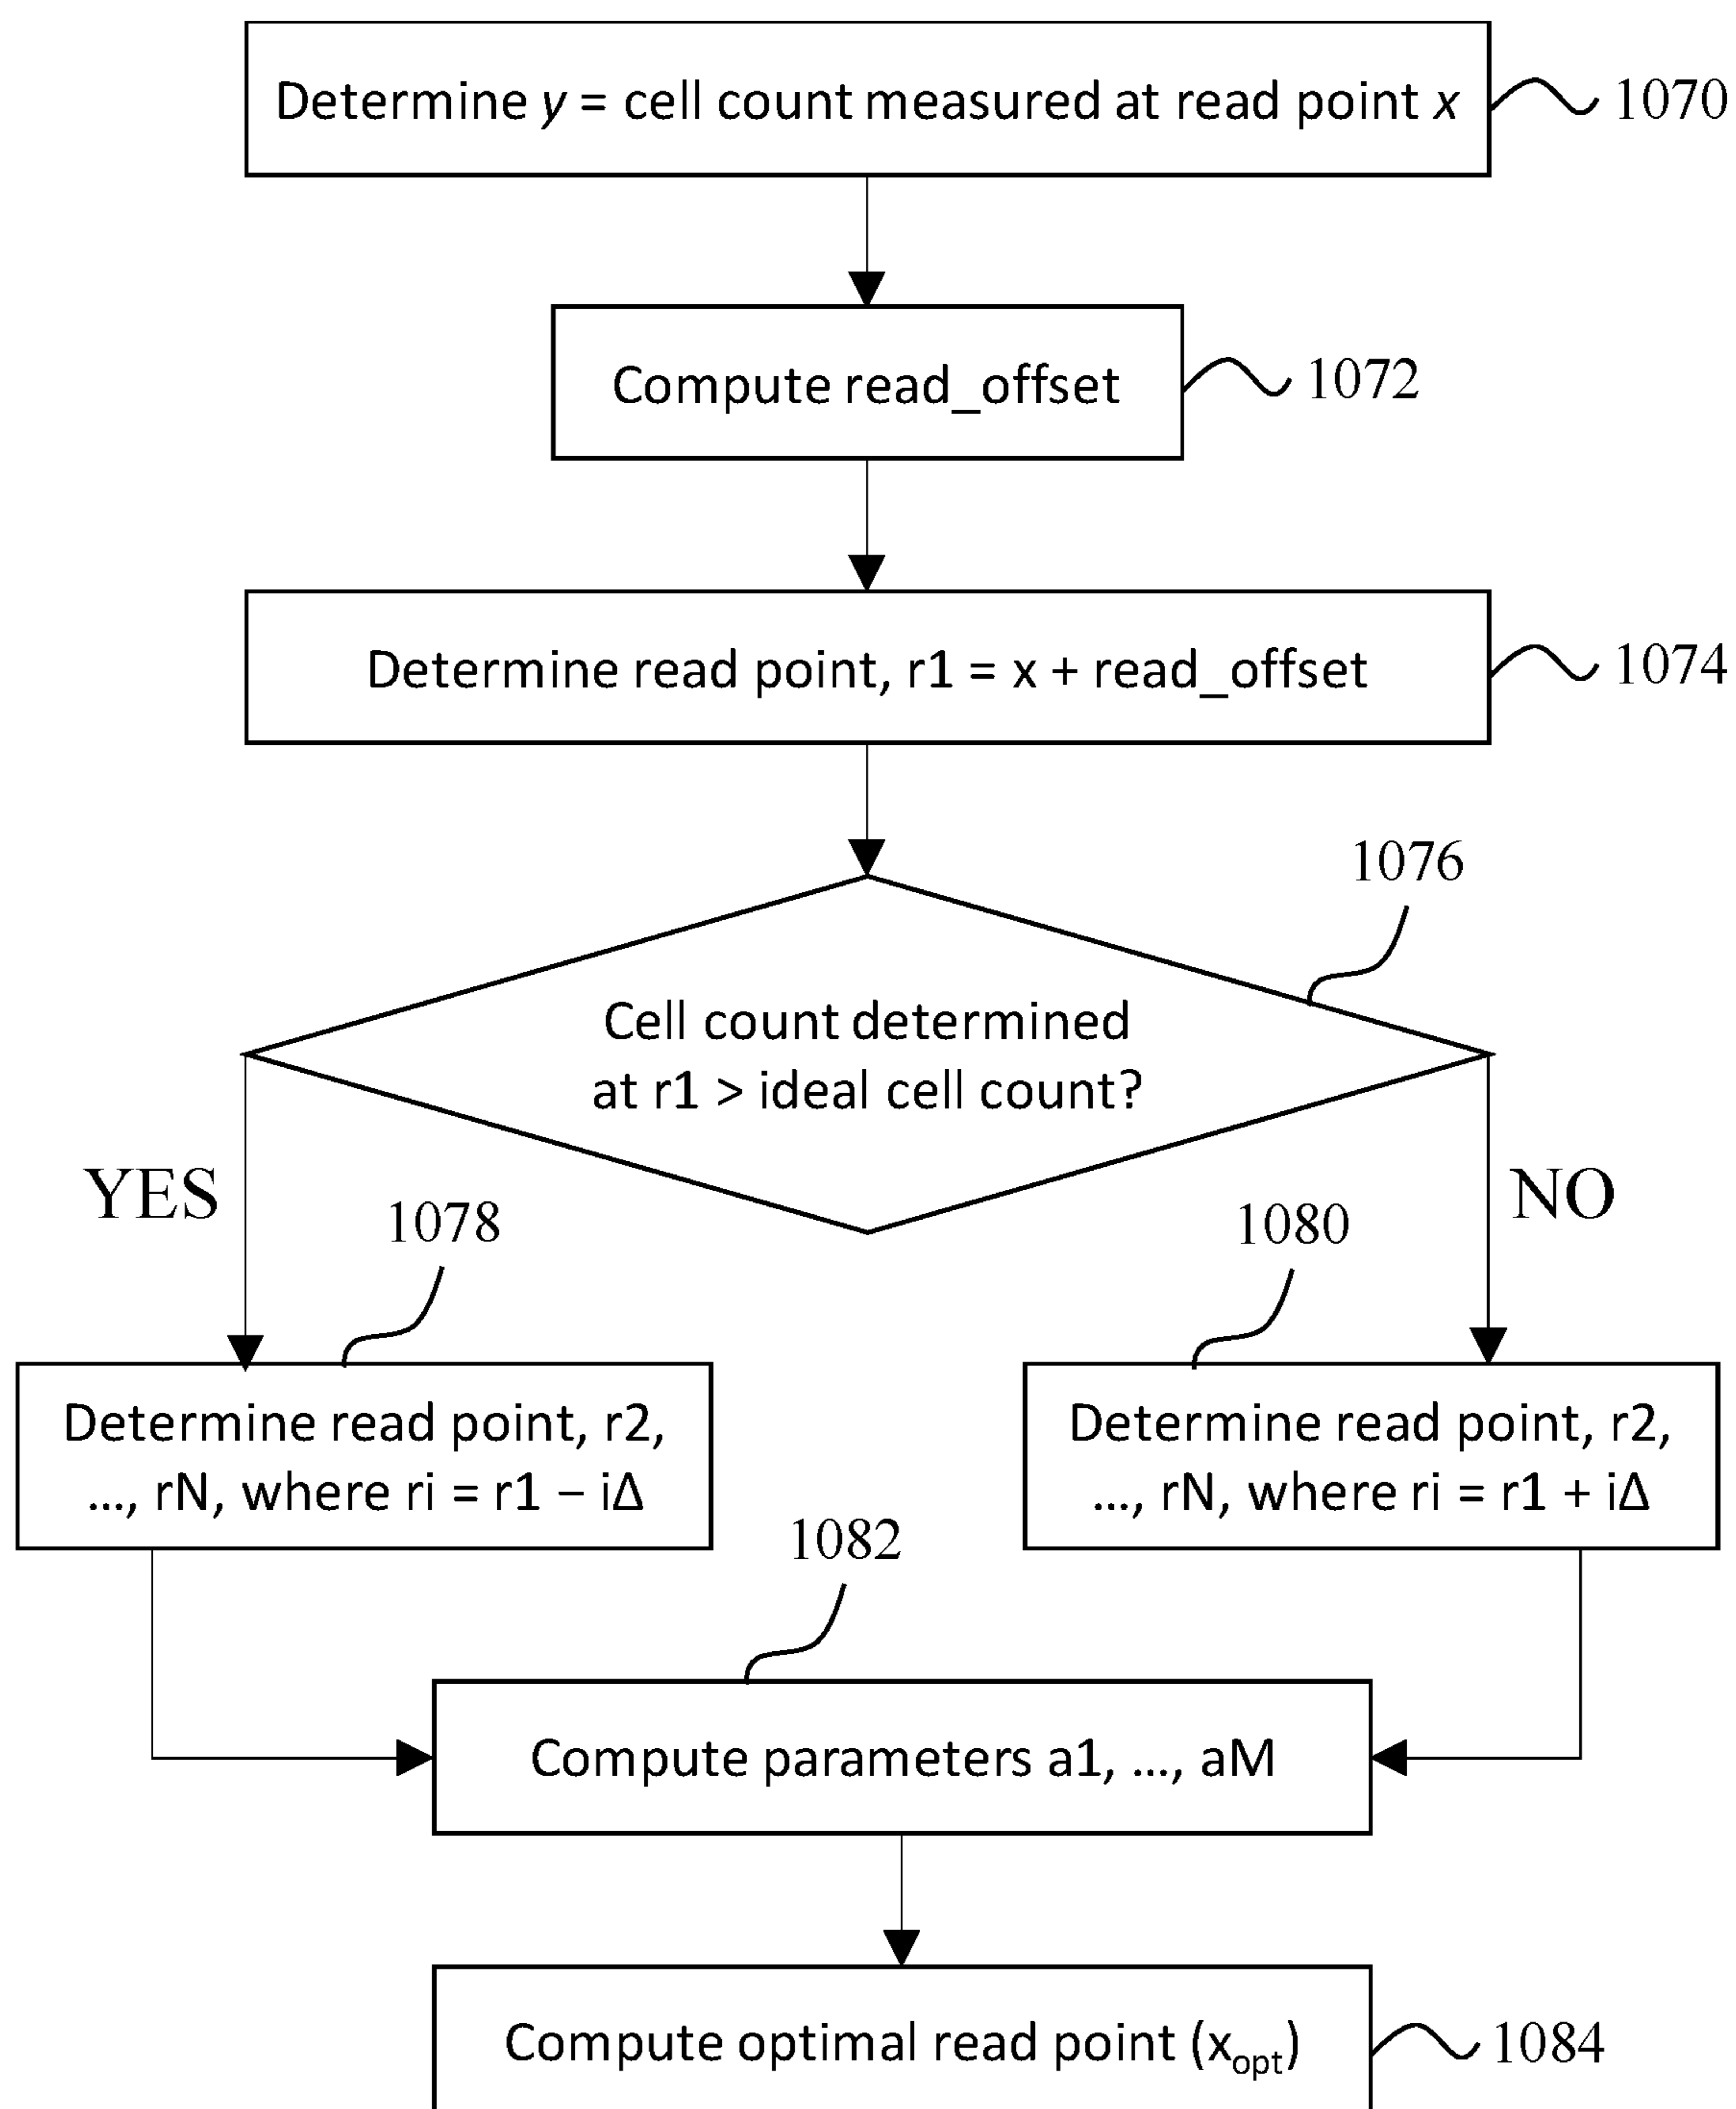 Determine y = cell count measured at read point x
1070
Compute read_offset
1072
Determine read point, r1 = x + read_offset
1074
1076
Cell count determined
at r1 > ideal cell count?
YES
NO
1078
1080
Determine read point, r2,
..., rN, where ri = r1 – iΔ
Determine read point, r2,
..., rN, where ri = r1 + iΔ
1082
Compute parameters a1, ..., aM
Compute optimal read point (xopt)
1084